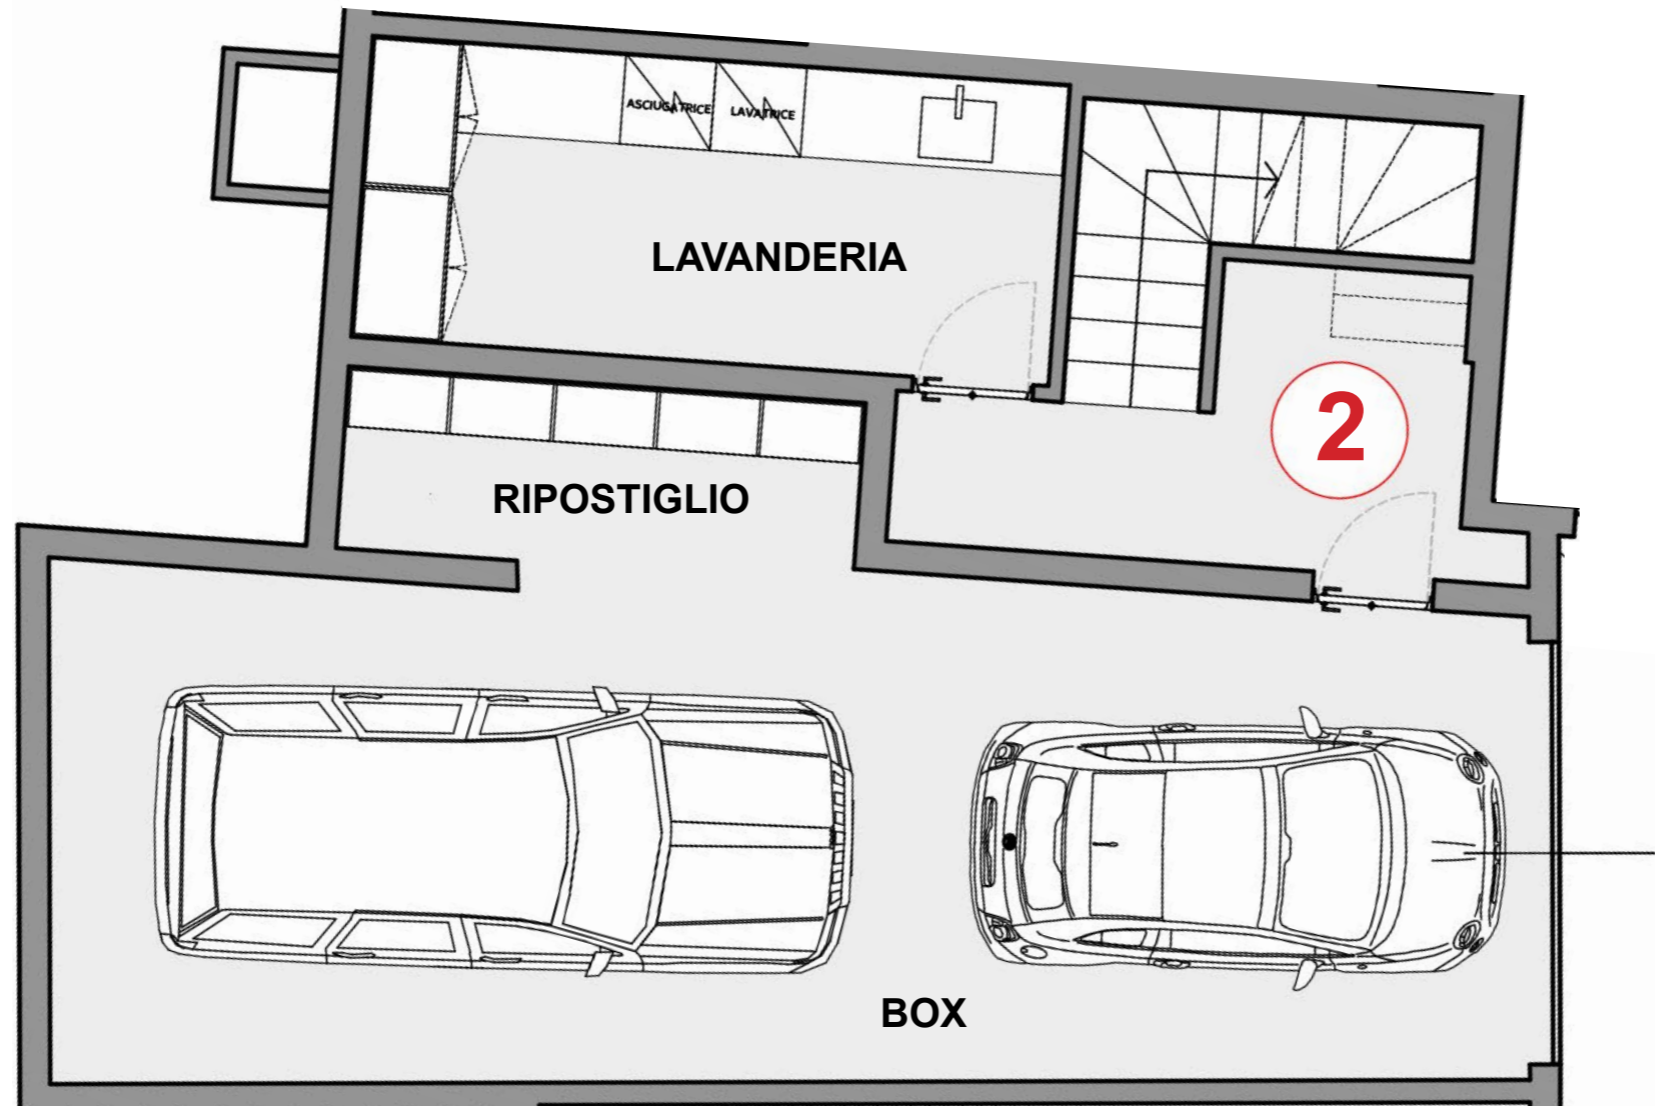 ASCIUGATRICE
LAVATRICE
LAVANDERIA
2
RIPOSTIGLIO
BOX